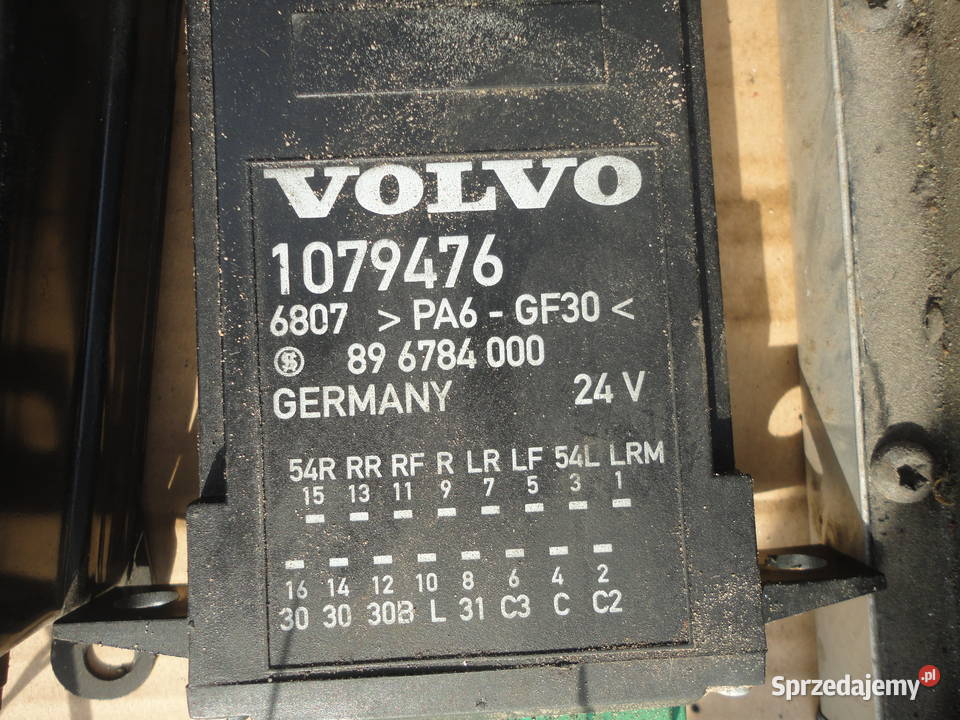 VOLVO
1079476
6807 > PA6 - GF30 <
89 6784 000
GERMANY 24 V
54R RR RF R LR LF 54L LRM
15 13 11 9 7 5 3 1
16 14 12 10 8 6 4 2
30 30 30B L 31 C3 C C2
Sprzedajemy.pl